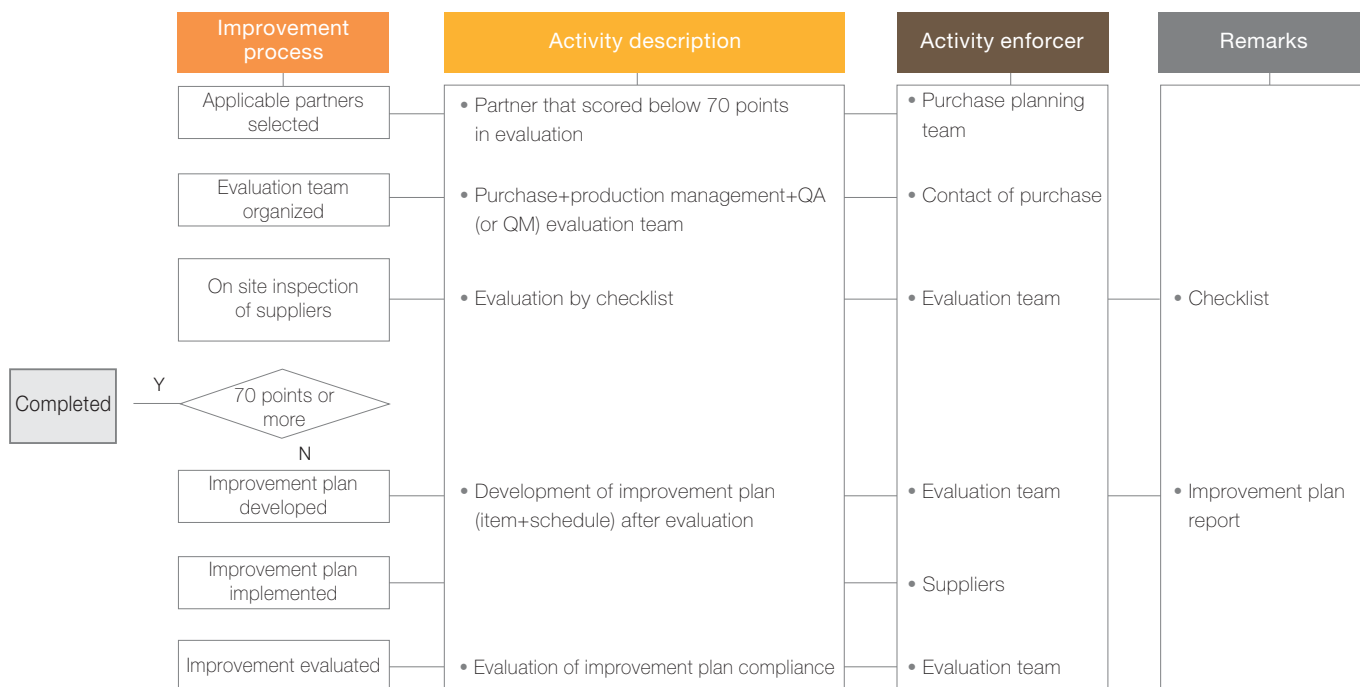 Improvement
process
Activity description
Activity enforcer
Remarks
Applicable partners
selected
• Partner that scored below 70 points
in evaluation
• Purchase planning
team
Evaluation team
organized
• Purchase+production management+QA
(or QM) evaluation team
• Contact of purchase
On site inspection
of suppliers
• Evaluation by checklist
• Evaluation team
• Checklist
Completed
Y
70 points or
more
N
Improvement plan
developed
• Development of improvement plan
(item+schedule) after evaluation
• Evaluation team
• Improvement plan
report
Improvement plan
implemented
• Suppliers
Improvement evaluated
• Evaluation of improvement plan compliance
• Evaluation team